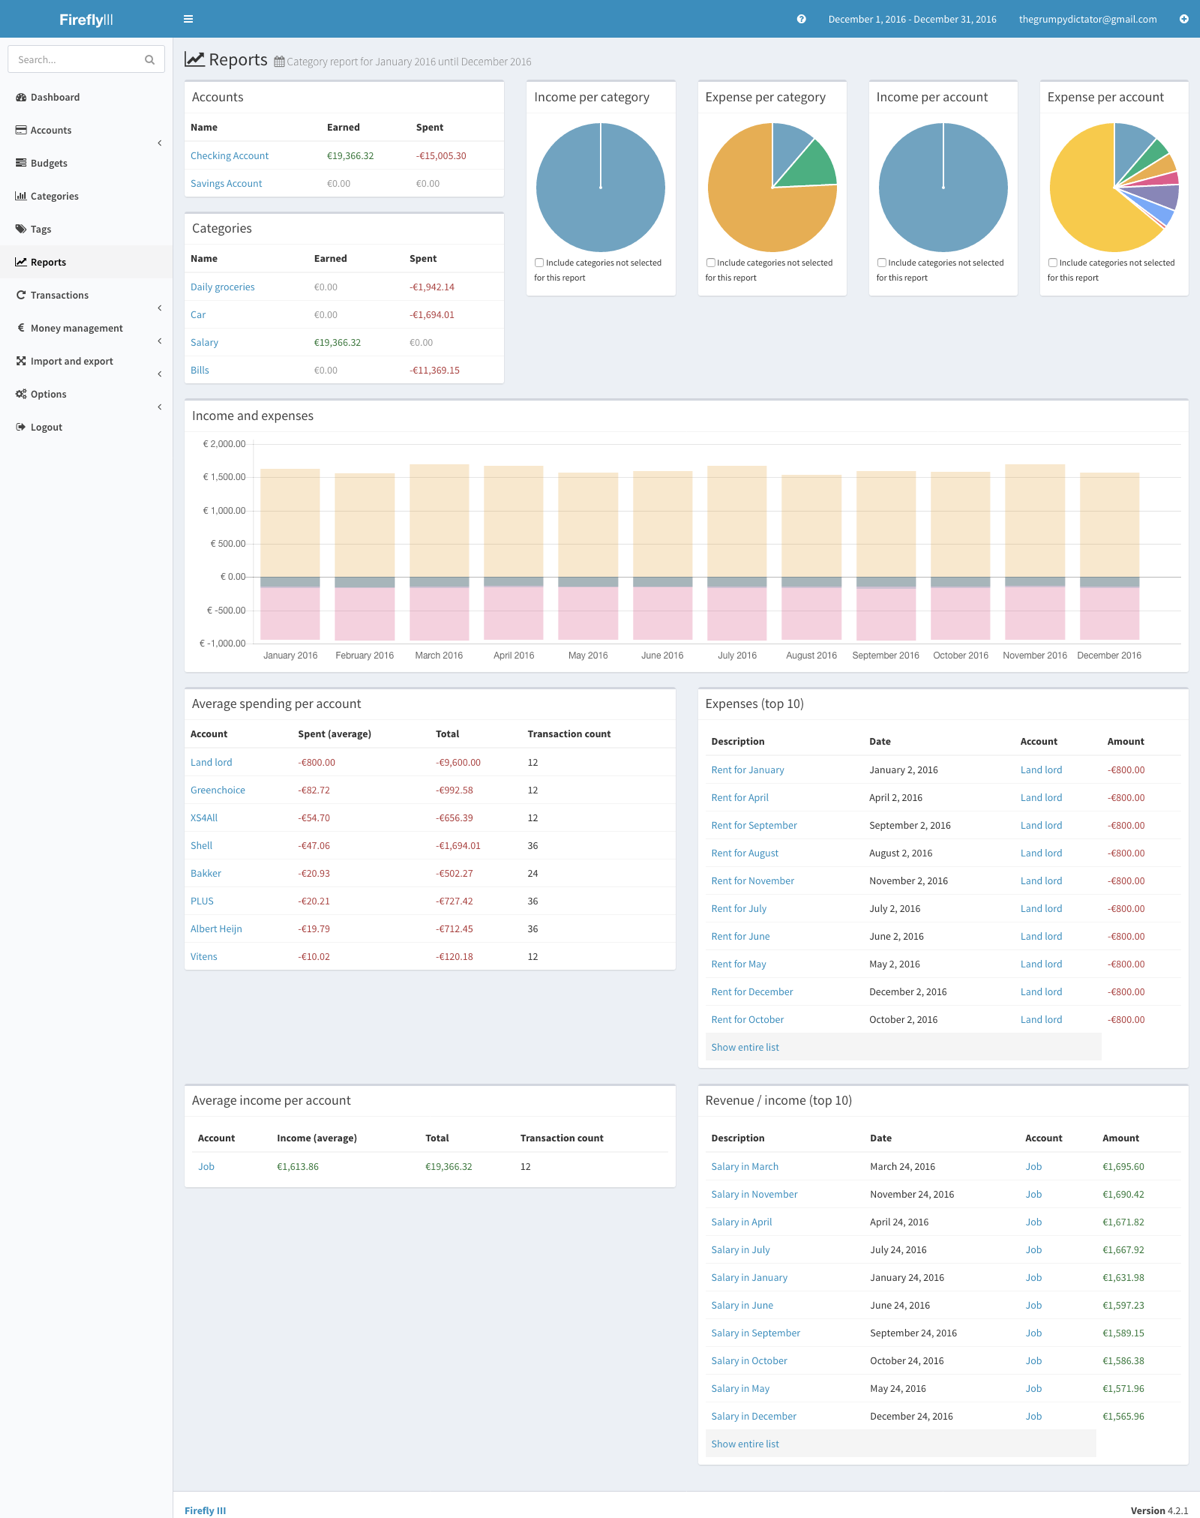 FireflyIII
December 1, 2016 - December 31, 2016 thegrumpydictator@gmail.com
Search...
Dashboard
Accounts
Budgets
Categories
Tags
Reports
Transactions
Money management
Import and export
Options
Logout
Reports Category report for January 2016 until December 2016
Accounts
Name Earned Spent
Checking Account €19,366.32 -€15,005.30
Savings Account €0.00 €0.00
Categories
Name Earned Spent
Daily groceries €0.00 -€1,942.14
Car €0.00 -€1,694.01
Salary €19,366.32 €0.00
Bills €0.00 -€11,369.15
Income per category
Include categories not selected
for this report
Expense per category
Include categories not selected
for this report
Income per account
Include categories not selected
for this report
Expense per account
Include categories not selected
for this report
Income and expenses
€ 2,000.00
€ 1,500.00
€ 1,000.00
€ 500.00
€ 0.00
€ -500.00
€ -1,000.00
January 2016 February 2016 March 2016 April 2016 May 2016 June 2016 July 2016 August 2016 September 2016 October 2016 November 2016 December 2016
Average spending per account
Account Spent (average) Total Transaction count
Land lord -€800.00 -€9,600.00 12
Greenchoice -€82.72 -€992.58 12
XS4All -€54.70 -€656.39 12
Shell -€47.06 -€1,694.01 36
Bakker -€20.93 -€502.27 24
PLUS -€20.21 -€727.42 36
Albert Heijn -€19.79 -€712.45 36
Vitens -€10.02 -€120.18 12
Expenses (top 10)
Description Date Account Amount
Rent for January January 2, 2016 Land lord -€800.00
Rent for April April 2, 2016 Land lord -€800.00
Rent for September September 2, 2016 Land lord -€800.00
Rent for August August 2, 2016 Land lord -€800.00
Rent for November November 2, 2016 Land lord -€800.00
Rent for July July 2, 2016 Land lord -€800.00
Rent for June June 2, 2016 Land lord -€800.00
Rent for May May 2, 2016 Land lord -€800.00
Rent for December December 2, 2016 Land lord -€800.00
Rent for October October 2, 2016 Land lord -€800.00
Show entire list
Average income per account
Account Income (average) Total Transaction count
Job €1,613.86 €19,366.32 12
Revenue / income (top 10)
Description Date Account Amount
Salary in March March 24, 2016 Job €1,695.60
Salary in November November 24, 2016 Job €1,690.42
Salary in April April 24, 2016 Job €1,671.82
Salary in July July 24, 2016 Job €1,667.92
Salary in January January 24, 2016 Job €1,631.98
Salary in June June 24, 2016 Job €1,597.23
Salary in September September 24, 2016 Job €1,589.15
Salary in October October 24, 2016 Job €1,586.38
Salary in May May 24, 2016 Job €1,571.96
Salary in December December 24, 2016 Job €1,565.96
Show entire list
Firefly III Version 4.2.1